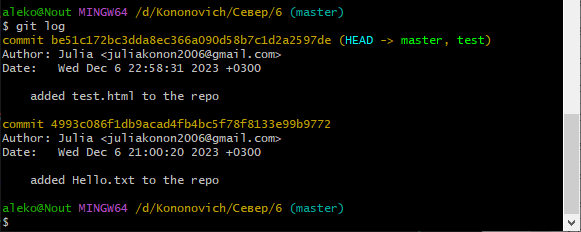 aleko@Nout MINGW64 /d/Kononovich/Север/6 (master)
$ git log
commit be51c172bc3dda8ec366a090d58b7c1d2a2597de (HEAD -> master, test)
Author: Julia <juliakonon2006@gmail.com>
Date:   Wed Dec 6 22:58:31 2023 +0300
    added test.html to the repo
commit 4993c086f1db9acad4fb4bc5f78f8133e99b9772
Author: Julia <juliakonon2006@gmail.com>
Date:   Wed Dec 6 21:00:20 2023 +0300
    added Hello.txt to the repo
aleko@Nout MINGW64 /d/Kononovich/Север/6 (master)
$